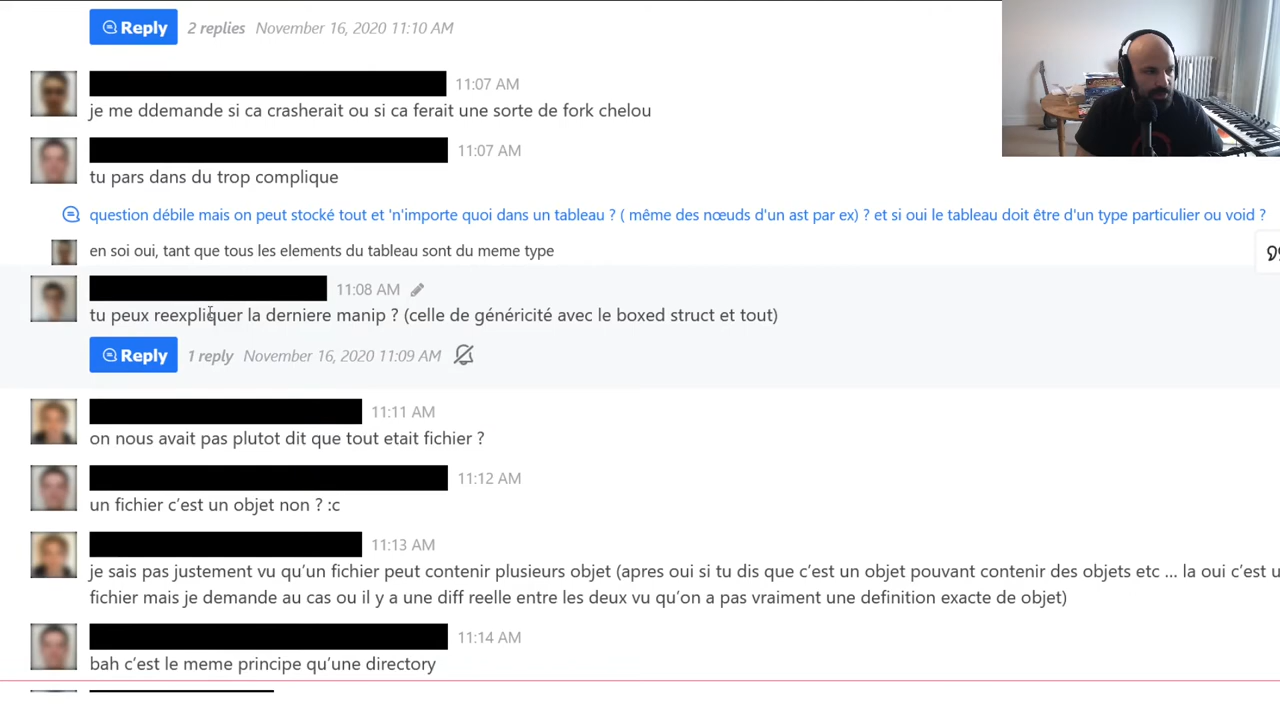 Reply 2 replies November 16, 2020 11:10 AM
11:07 AM
je me ddemande si ca crasherait ou si ca ferait une sorte de fork chelou
11:07 AM
tu pars dans du trop complique
question débile mais on peut stocké tout et 'n'importe quoi dans un tableau ? ( même des nœuds d'un ast par ex) ? et si oui le tableau doit être d'un type particulier ou void ?
en soi oui, tant que tous les elements du tableau sont du meme type
11:08 AM
tu peux reexpliquer la derniere manip ? (celle de généricité avec le boxed struct et tout)
Reply 1 reply November 16, 2020 11:09 AM
11:11 AM
on nous avait pas plutot dit que tout etait fichier ?
11:12 AM
un fichier c'est un objet non ? :c
11:13 AM
je sais pas justement vu qu'un fichier peut contenir plusieurs objet (apres oui si tu dis que c'est un objet pouvant contenir des objets etc ... la oui c'est u
fichier mais je demande au cas ou il y a une diff reelle entre les deux vu qu'on a pas vraiment une definition exacte de objet)
11:14 AM
bah c'est le meme principe qu'une directory